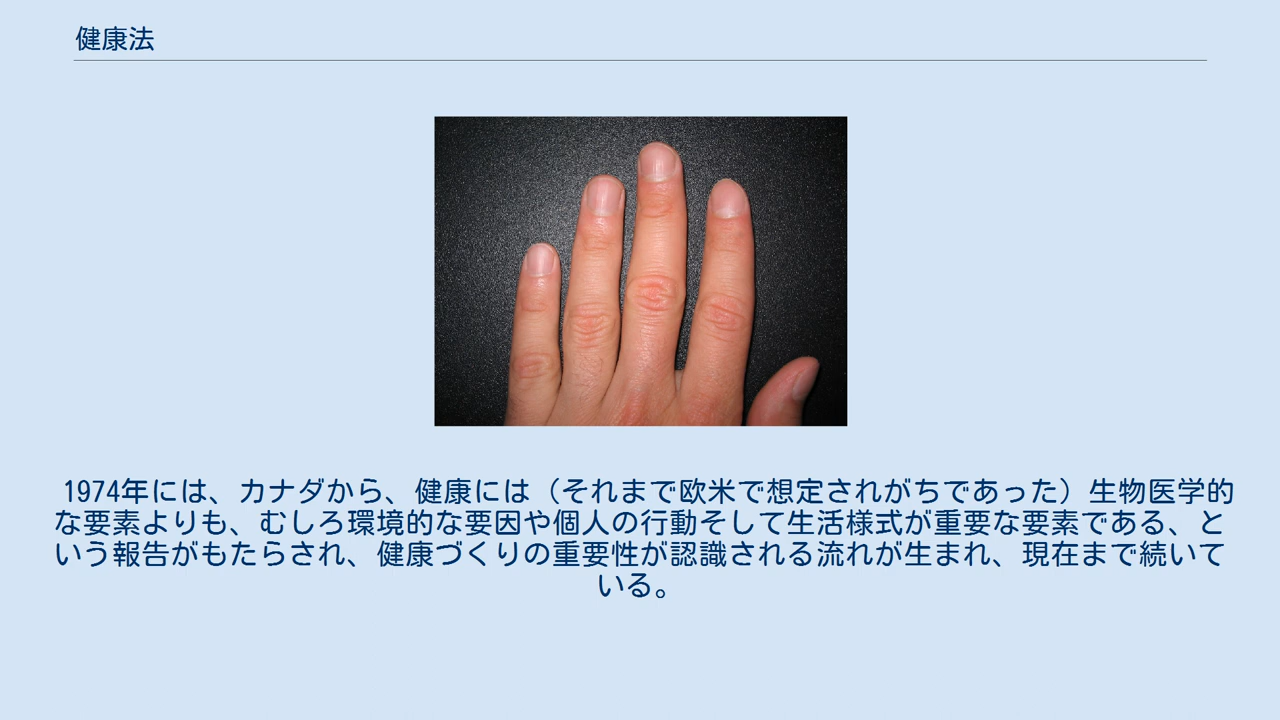 健康法
1974年には、カナダから、健康には（それまで欧米で想定されがちであった）生物医学的
な要素よりも、むしろ環境的な要因や個人の行動そして生活様式が重要な要素である、と
いう報告がもたらされ、健康づくりの重要性が認識される流れが生まれ、現在まで続いて
いる。